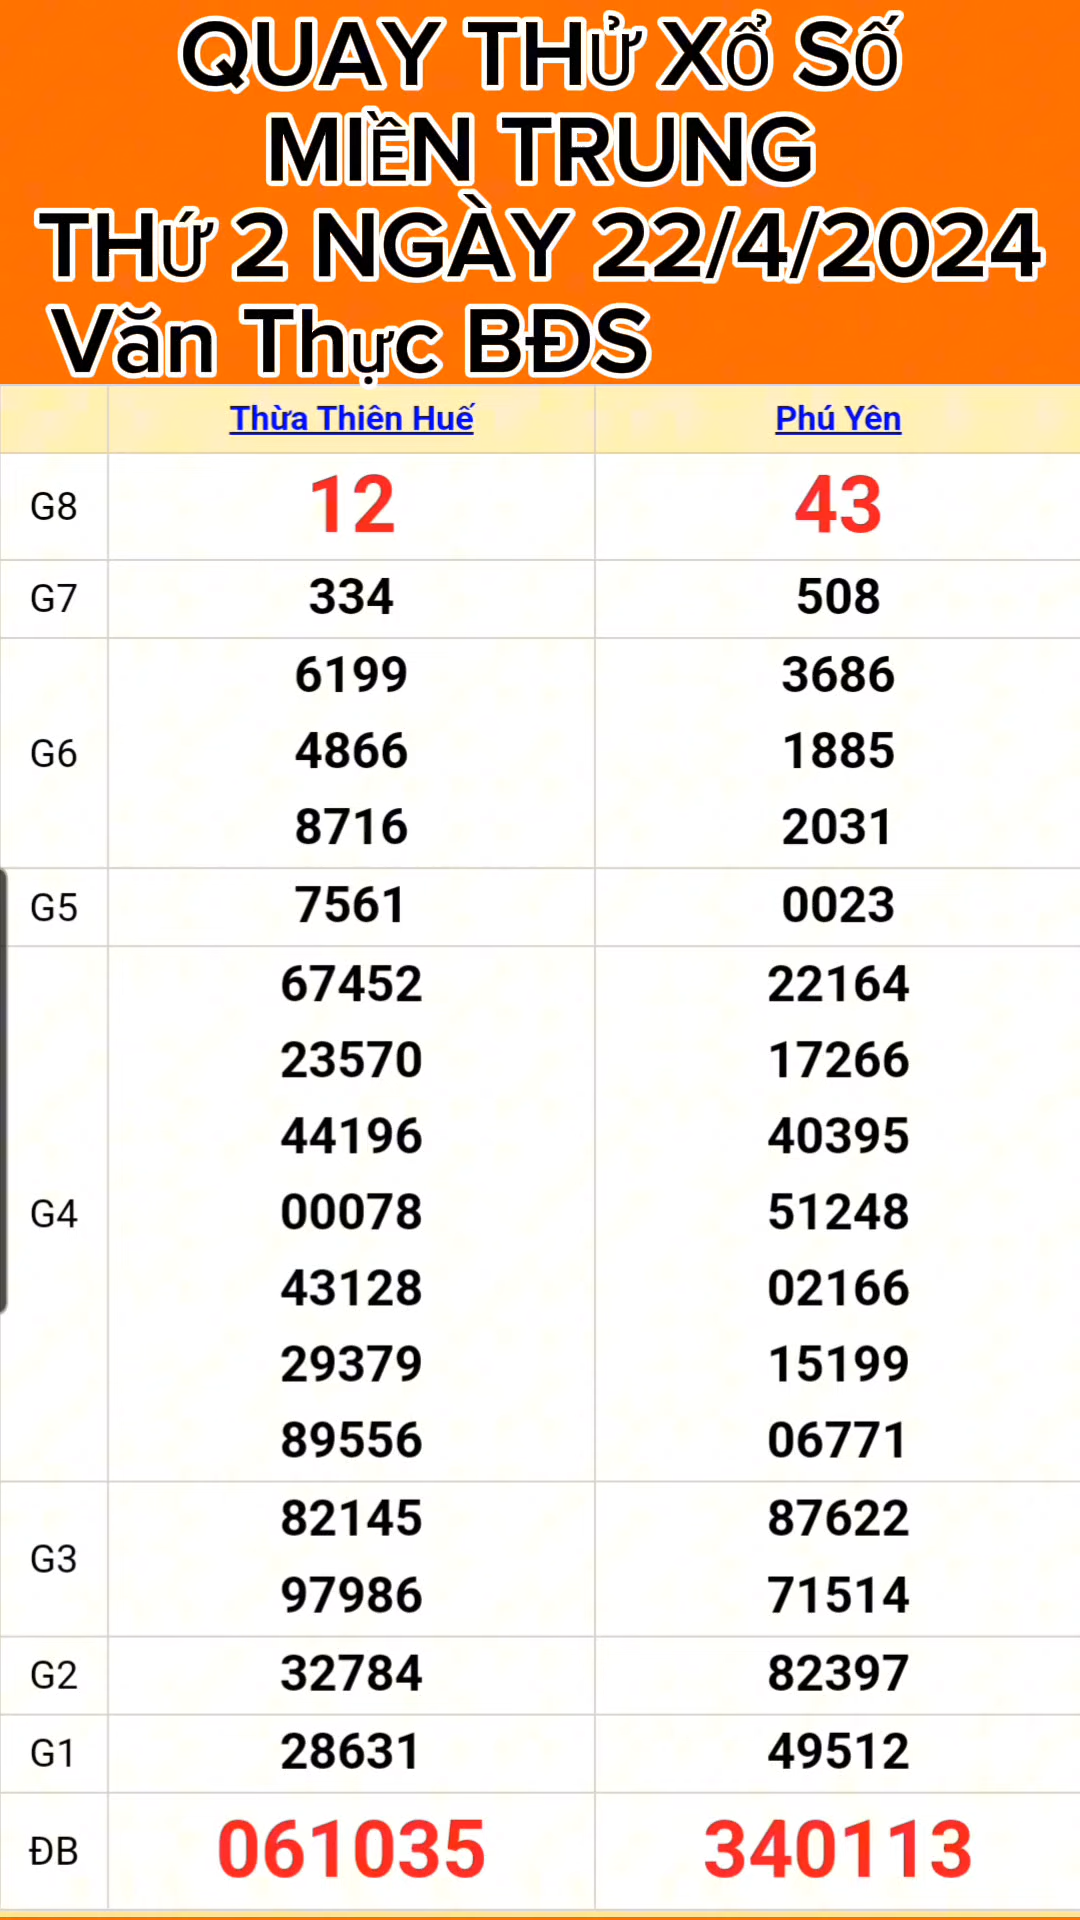 QUAY THỬ XỔ SỐ
MIỀN TRUNG
THỨ 2 NGÀY 22/4/2024
Văn Thực BĐS
Thừa Thiên Huế Phú Yên
G8 12 43
G7 334 508
6199 3686
G6 4866 1885
8716 2031
G5 7561 0023
67452 22164
23570 17266
44196 40395
G4 00078 51248
43128 02166
29379 15199
89556 06771
G3 82145 87622
97986 71514
G2 32784 82397
G1 28631 49512
ĐB 061035 340113